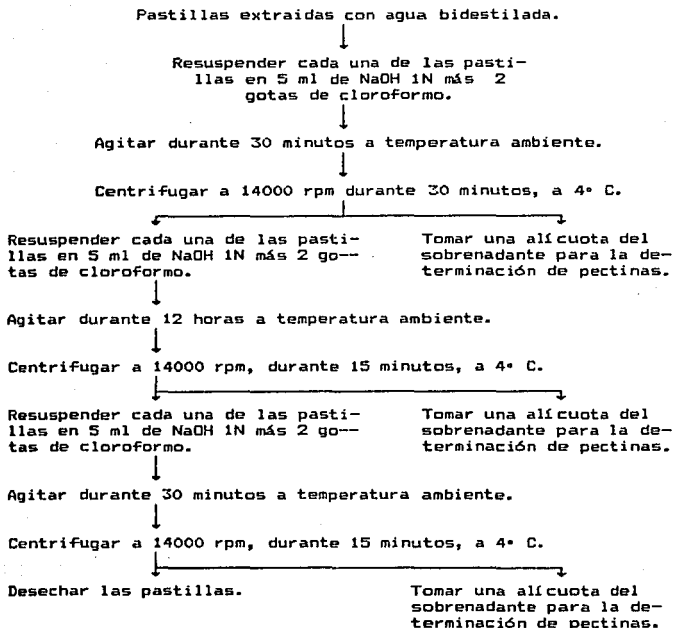 Pastillas extraidas con agua bidestilada.
Resuspender cada una de las pasti-
llas en 5 ml de NaOH 1N más 2
gotas de cloroformo.
Agitar durante 30 minutos a temperatura ambiente.
Centrifugar a 14000 rpm durante 30 minutos, a 4° C.
Resuspender cada una de las pasti-
llas en 5 ml de NaOH 1N más 2 go--
tas de cloroformo.
Tomar una alícuota del
sobrenadante para la de-
terminación de pectinas.
Agitar durante 12 horas a temperatura ambiente.
Centrifugar a 14000 rpm, durante 15 minutos, a 4° C.
Resuspender cada una de las pasti-
llas en 5 ml de NaOH 1N más 2 go--
tas de cloroformo.
Tomar una alícuota del
sobrenadante para la de-
terminación de pectinas.
Agitar durante 30 minutos a temperatura ambiente.
Centrifugar a 14000 rpm, durante 15 minutos, a 4° C.
Desechar las pastillas.
Tomar una alícuota del
sobrenadante para la de-
terminación de pectinas.